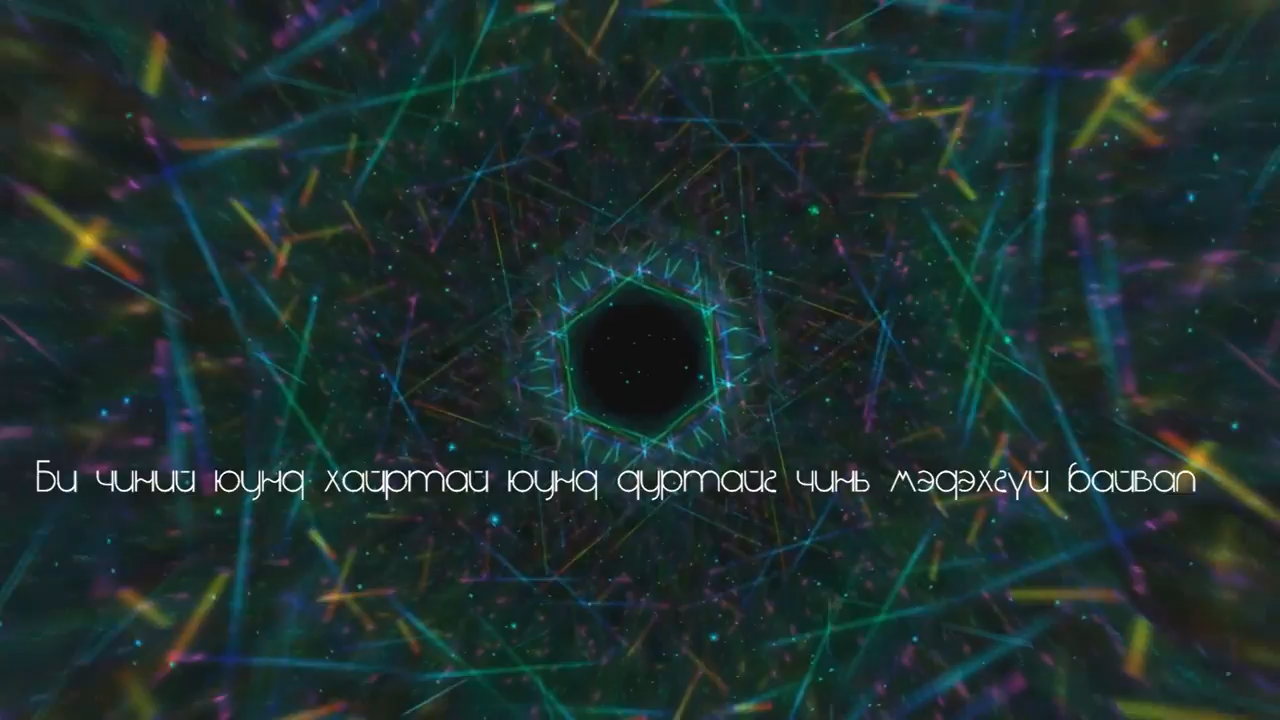 Би чиний юунд хайртай юунд дуртайг чинь мэдэхгүй байвал